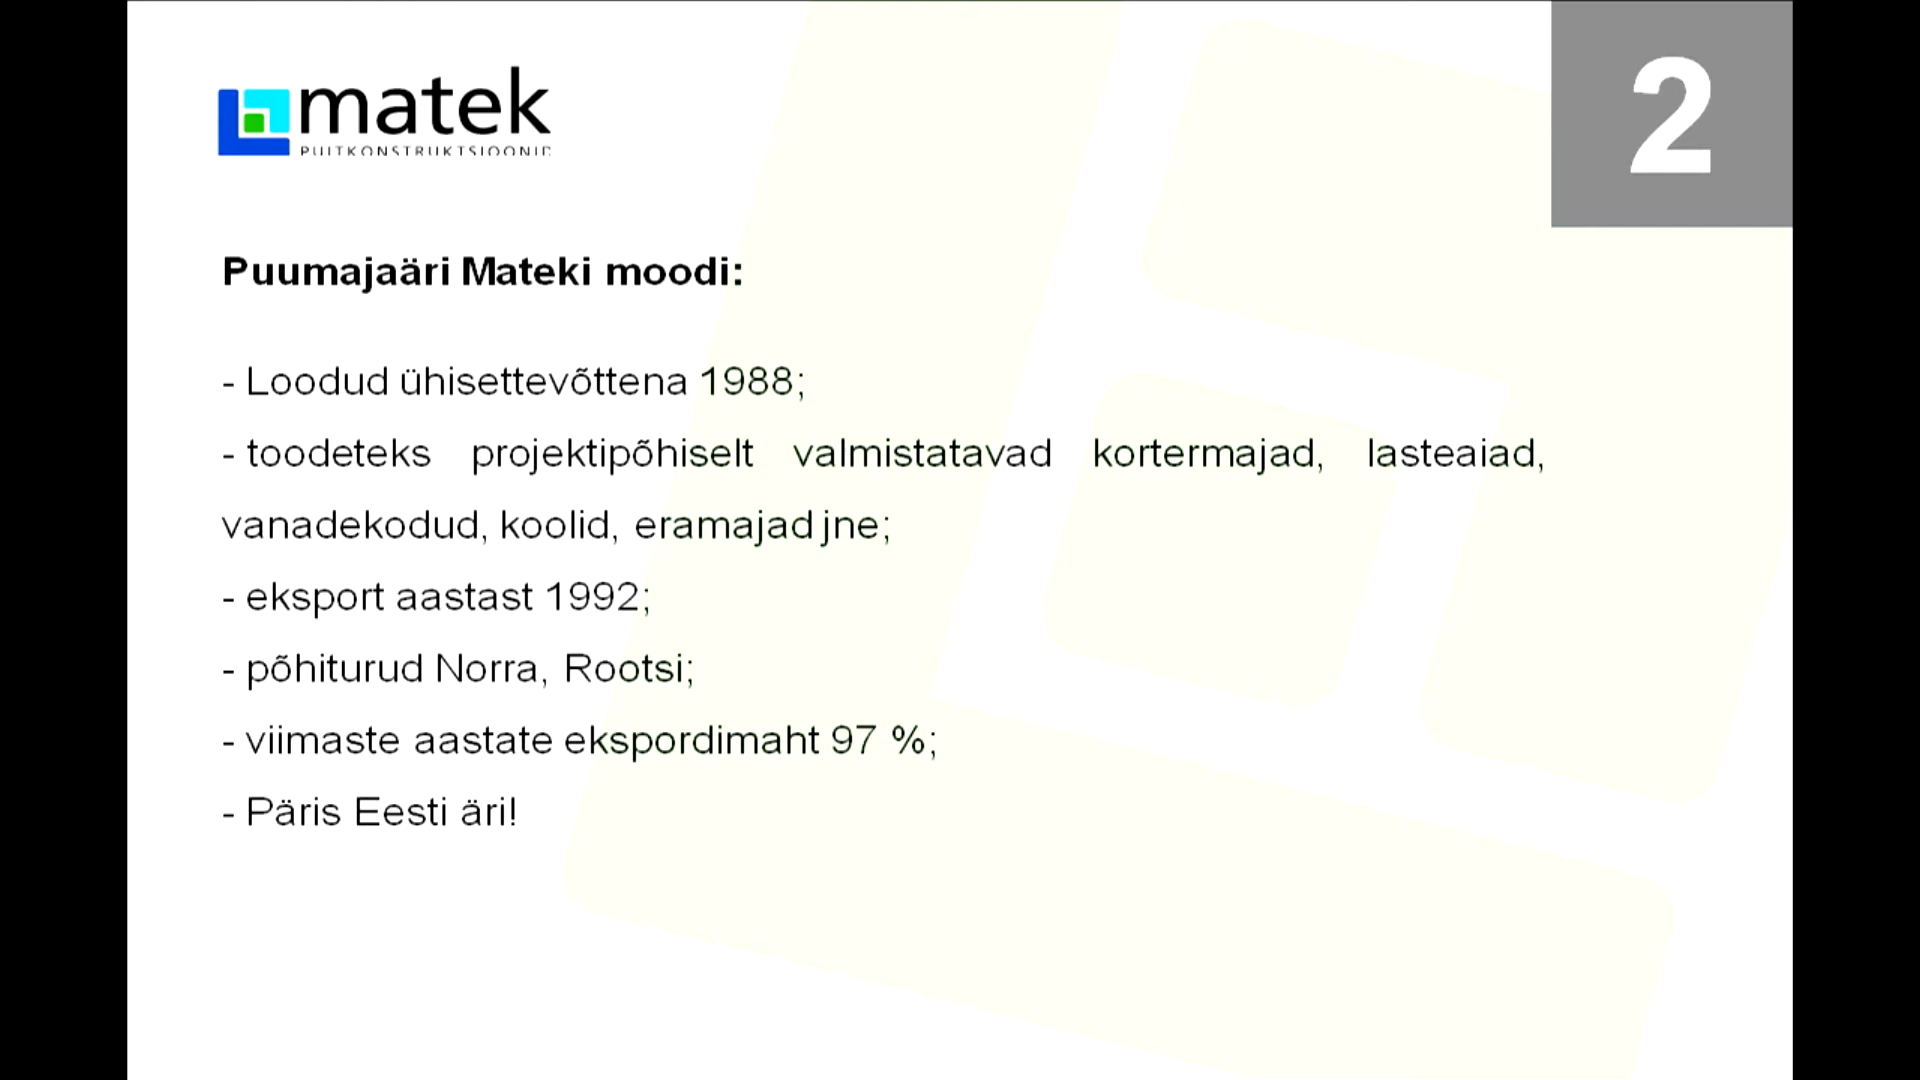 matek
PUITKONSTRUKTSIOONID
2
Puumajaäri Mateki moodi:
- Loodud ühisettevõttena 1988;
- toodeteks projektipõhiselt valmistatavad kortermajad, lasteaiad,
vanadekodud, koolid, eramajad jne;
- eksport aastast 1992;
- põhiturud Norra, Rootsi;
- viimaste aastate ekspordimaht 97 %;
- Päris Eesti äri!